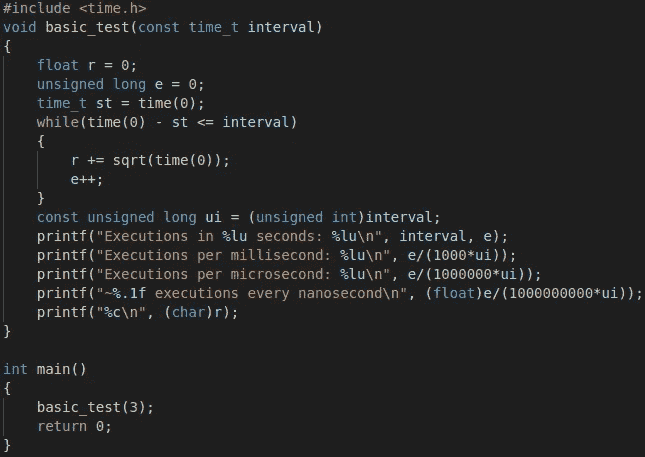 #include <time.h>
void basic_test(const time_t interval)
{
    float r = 0;
    unsigned long e = 0;
    time_t st = time(0);
    while(time(0) - st <= interval)
    {
        r += sqrt(time(0));
        e++;
    }
    const unsigned long ui = (unsigned int)interval;
    printf("Executions in %lu seconds: %lu\n", interval, e);
    printf("Executions per millisecond: %lu\n", e/(1000*ui));
    printf("Executions per microsecond: %lu\n", e/(1000000*ui));
    printf("~%.1f executions every nanosecond\n", (float)e/(1000000000*ui));
    printf("%c\n", (char)r);
}
int main()
{
    basic_test(3);
    return 0;
}